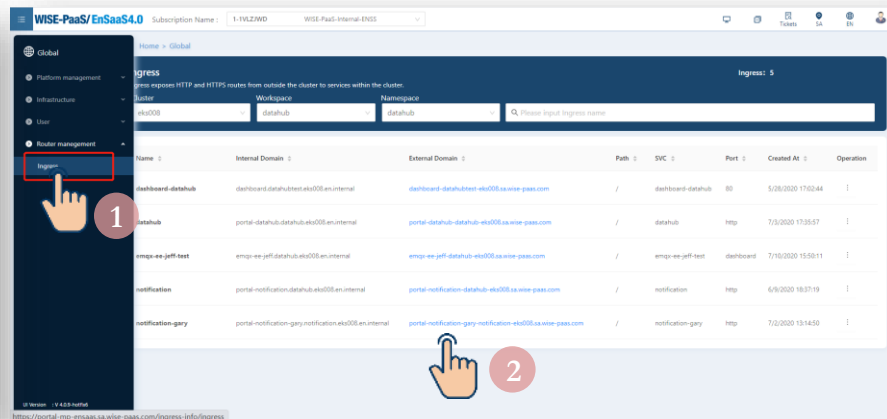 WISE-PaaS/EnSaaS4.0 Subscription Name : 1-1VLZJWD WISE-PaaS-Internal-ENSS Tickets SA EN
Global Home > Global
Platform management
Infrastructure
User
Router management
Ingress
ngress Ingress: 5
gress exposes HTTP and HTTPS routes from outside the cluster to services within the cluster.
luster Workspace Namespace
eks008 datahub datahub Please input Ingress name
Name Internal Domain External Domain Path SVC Port Created At Operation
dashboard-datahub dashboard.datahubtest.eks008.en.internal dashboard-datahubtest-eks008.sa.wise-paas.com / dashboard-datahub 80 5/28/2020 17:02:44
datahub portal-datahub.datahub.eks008.en.internal portal-datahub-datahub-eks008.sa.wise-paas.com / datahub http 7/3/2020 17:35:57
emqx-ee-jeff-test emqx-ee-jeff.datahub.eks008.en.internal emqx-ee-jeff-datahub-eks008.sa.wise-paas.com / emqx-ee-jeff-test dashboard 7/10/2020 15:50:11
notification portal-notification.datahub.eks008.en.internal portal-notification-datahub-eks008.sa.wise-paas.com / notification http 6/9/2020 18:37:19
notification-gary portal-notification-gary.notification.eks008.en.internal portal-notification-gary-notification-eks008.sa.wise-paas.com / notification-gary http 7/2/2020 13:14:50
1
2
UI Version : V 4.0.9-hotfix6
https://portal-mp-ensaas.sa.wise-paas.com/ingress-info/ingress